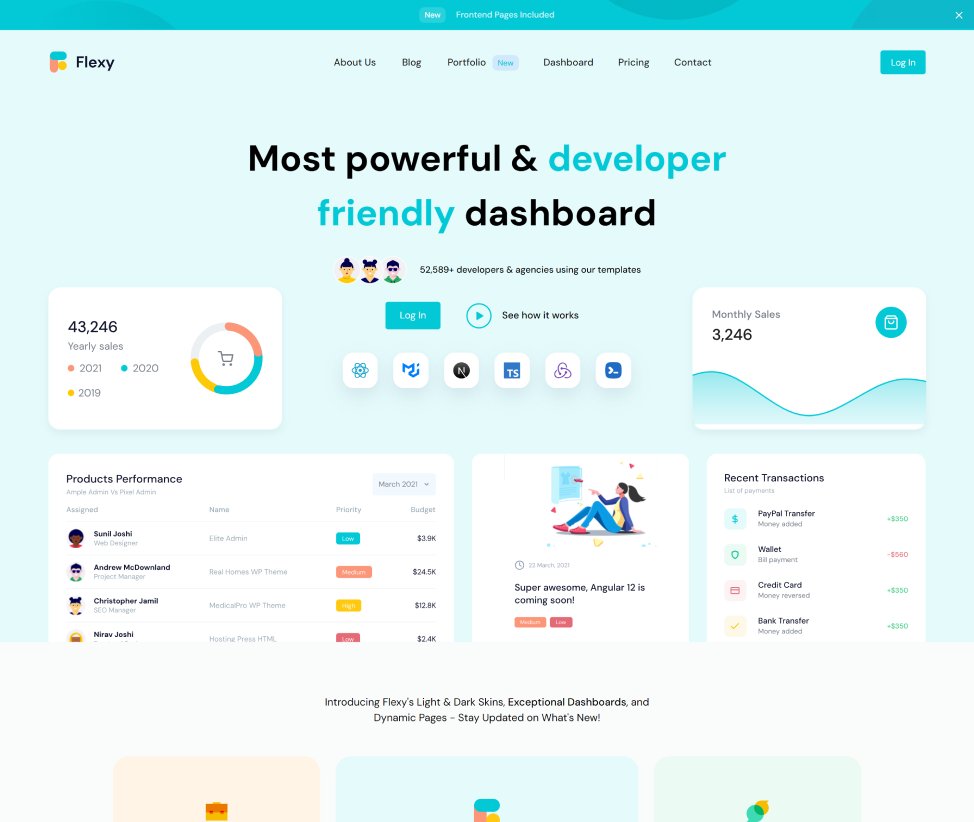 New Frontend Pages Included
Flexy
About Us Blog Portfolio New Dashboard Pricing Contact
Log In
Most powerful & developer
friendly dashboard
52,589+ developers & agencies using our templates
Log In See how it works
TS
43,246
Yearly sales
2021 2020
2019
Monthly Sales
3,246
Products Performance
Ample Admin Vs Pixel Admin
March 2021
Assigned Name Priority Budget
Sunil Joshi
Web Designer
Elite Admin Low $3.9K
Andrew McDownland
Project Manager
Real Homes WP Theme Medium $24.5K
Christopher Jamil
SEO Manager
MedicalPro WP Theme High $12.8K
Nirav Joshi
Hosting Press HTML Low $2.4K
23 March, 2021
Super awesome, Angular 12 is
coming soon!
Medium Low
Recent Transactions
List of payments
PayPal Transfer
Money added
+$350
Wallet
Bill payment
-$560
Credit Card
Money reversed
+$350
Bank Transfer
Money added
+$350
Introducing Flexy's Light & Dark Skins, Exceptional Dashboards, and
Dynamic Pages - Stay Updated on What's New!